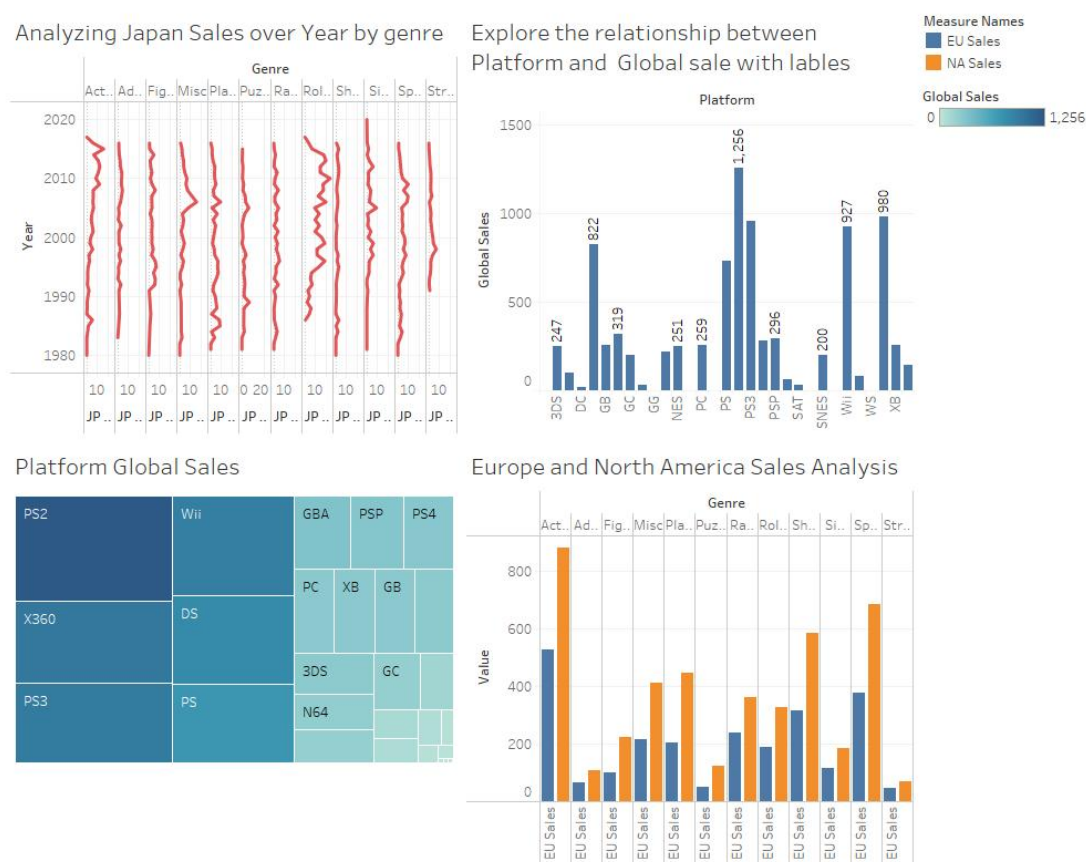 Analyzing Japan Sales over Year by genre
Genre
Act.. Ad.. Fig.. Misc Pla.. Puz.. Ra.. Rol.. Sh.. Si.. Sp.. Str..
Year
2020
2010
2000
1990
1980
10 10 10 10 10 0 20 10 10 10 10 10 10
JP .. JP .. JP .. JP .. JP .. JP .. JP .. JP .. JP .. JP .. JP .. JP ..
Explore the relationship between
Platform and Global sale with lables
Platform
Global Sales
1500
1000
500
0
247 822 319 251 259 1,256 296 200 927 980
3DS DC GB GC GG NES PC PS PS3 PSP SAT SNES Wii WS XB
Measure Names
EU Sales
NA Sales
Global Sales
0 1,256
Platform Global Sales
PS2 Wii GBA PSP PS4
PC XB GB
X360 DS
3DS GC
PS3 PS N64
Europe and North America Sales Analysis
Genre
Act.. Ad.. Fig.. Misc Pla.. Puz.. Ra.. Rol.. Sh.. Si.. Sp.. Str..
Value
800
600
400
200
0
EU Sales EU Sales EU Sales EU Sales EU Sales EU Sales EU Sales EU Sales EU Sales EU Sales EU Sales EU Sales